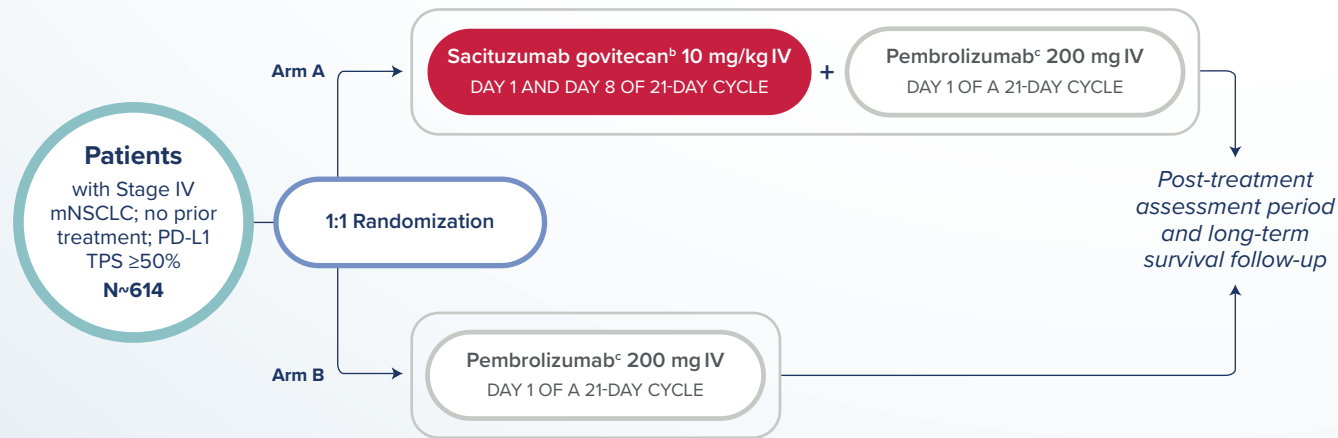 Patients
with Stage IV
mNSCLC; no prior
treatment; PD-L1
TPS ≥50%
N~614
1:1 Randomization
Arm A
Sacituzumab govitecanᵇ 10 mg/kg IV
DAY 1 AND DAY 8 OF 21-DAY CYCLE
+
Pembrolizumabᶜ 200 mg IV
DAY 1 OF A 21-DAY CYCLE
Arm B
Pembrolizumabᶜ 200 mg IV
DAY 1 OF A 21-DAY CYCLE
Post-treatment
assessment period
and long-term
survival follow-up